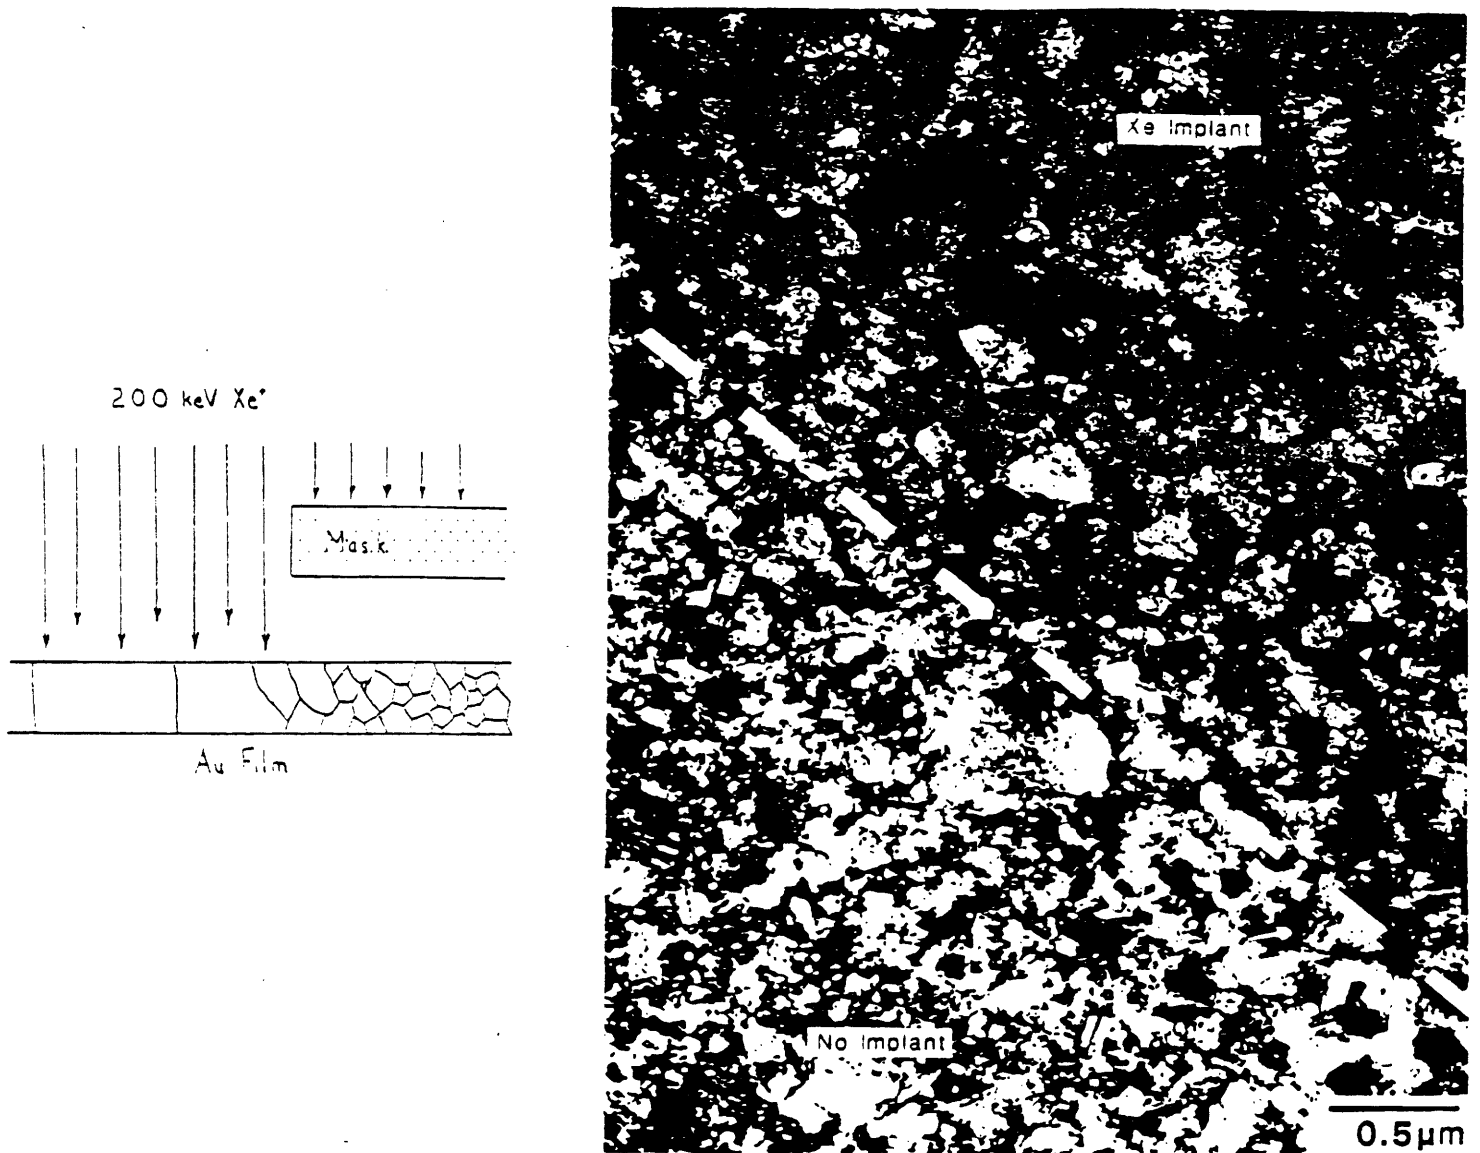 200 keV Xe⁺
Mask
Au Film
Xe Implant
No Implant
0.5μm